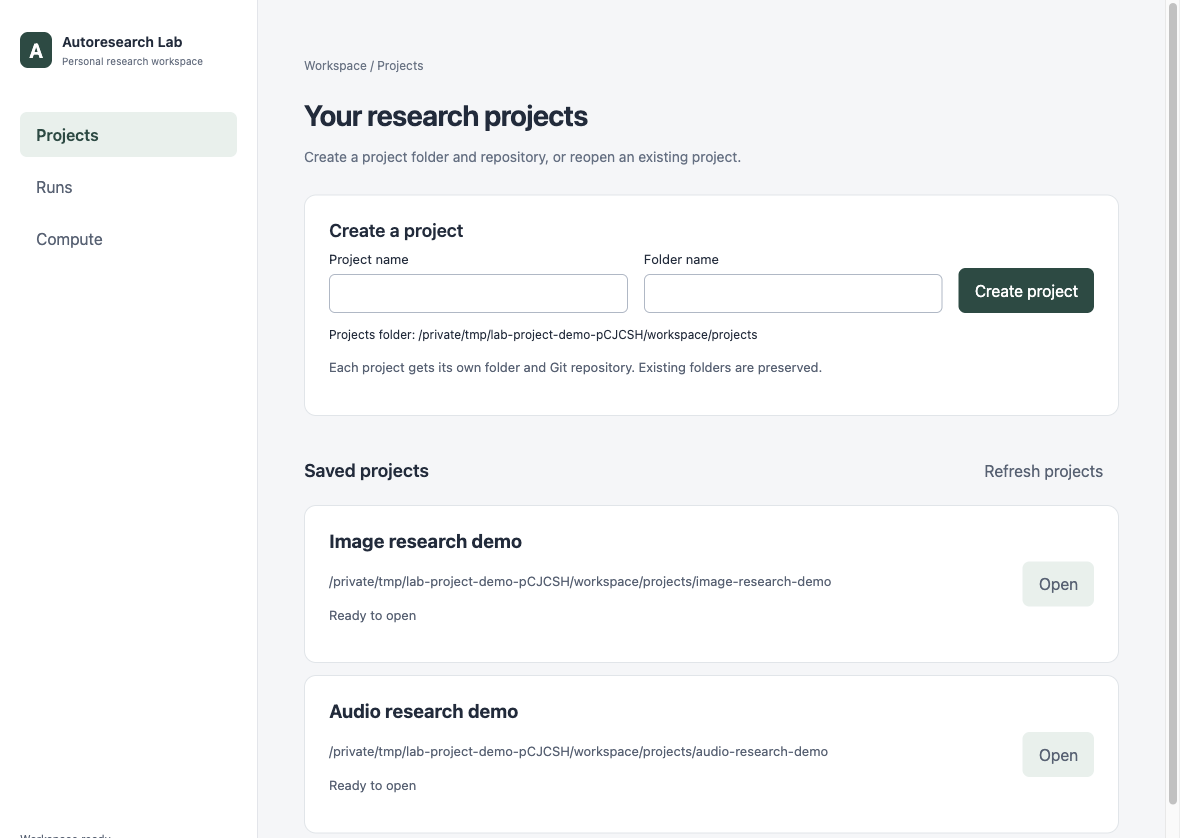 A
Autoresearch Lab
Personal research workspace
Projects
Runs
Compute
Workspace / Projects
Your research projects
Create a project folder and repository, or reopen an existing project.
Create a project
Project name
Folder name
Create project
Projects folder: /private/tmp/lab-project-demo-pCJCSH/workspace/projects
Each project gets its own folder and Git repository. Existing folders are preserved.
Saved projects
Refresh projects
Image research demo
/private/tmp/lab-project-demo-pCJCSH/workspace/projects/image-research-demo
Ready to open
Open
Audio research demo
/private/tmp/lab-project-demo-pCJCSH/workspace/projects/audio-research-demo
Ready to open
Open
Workspace ready